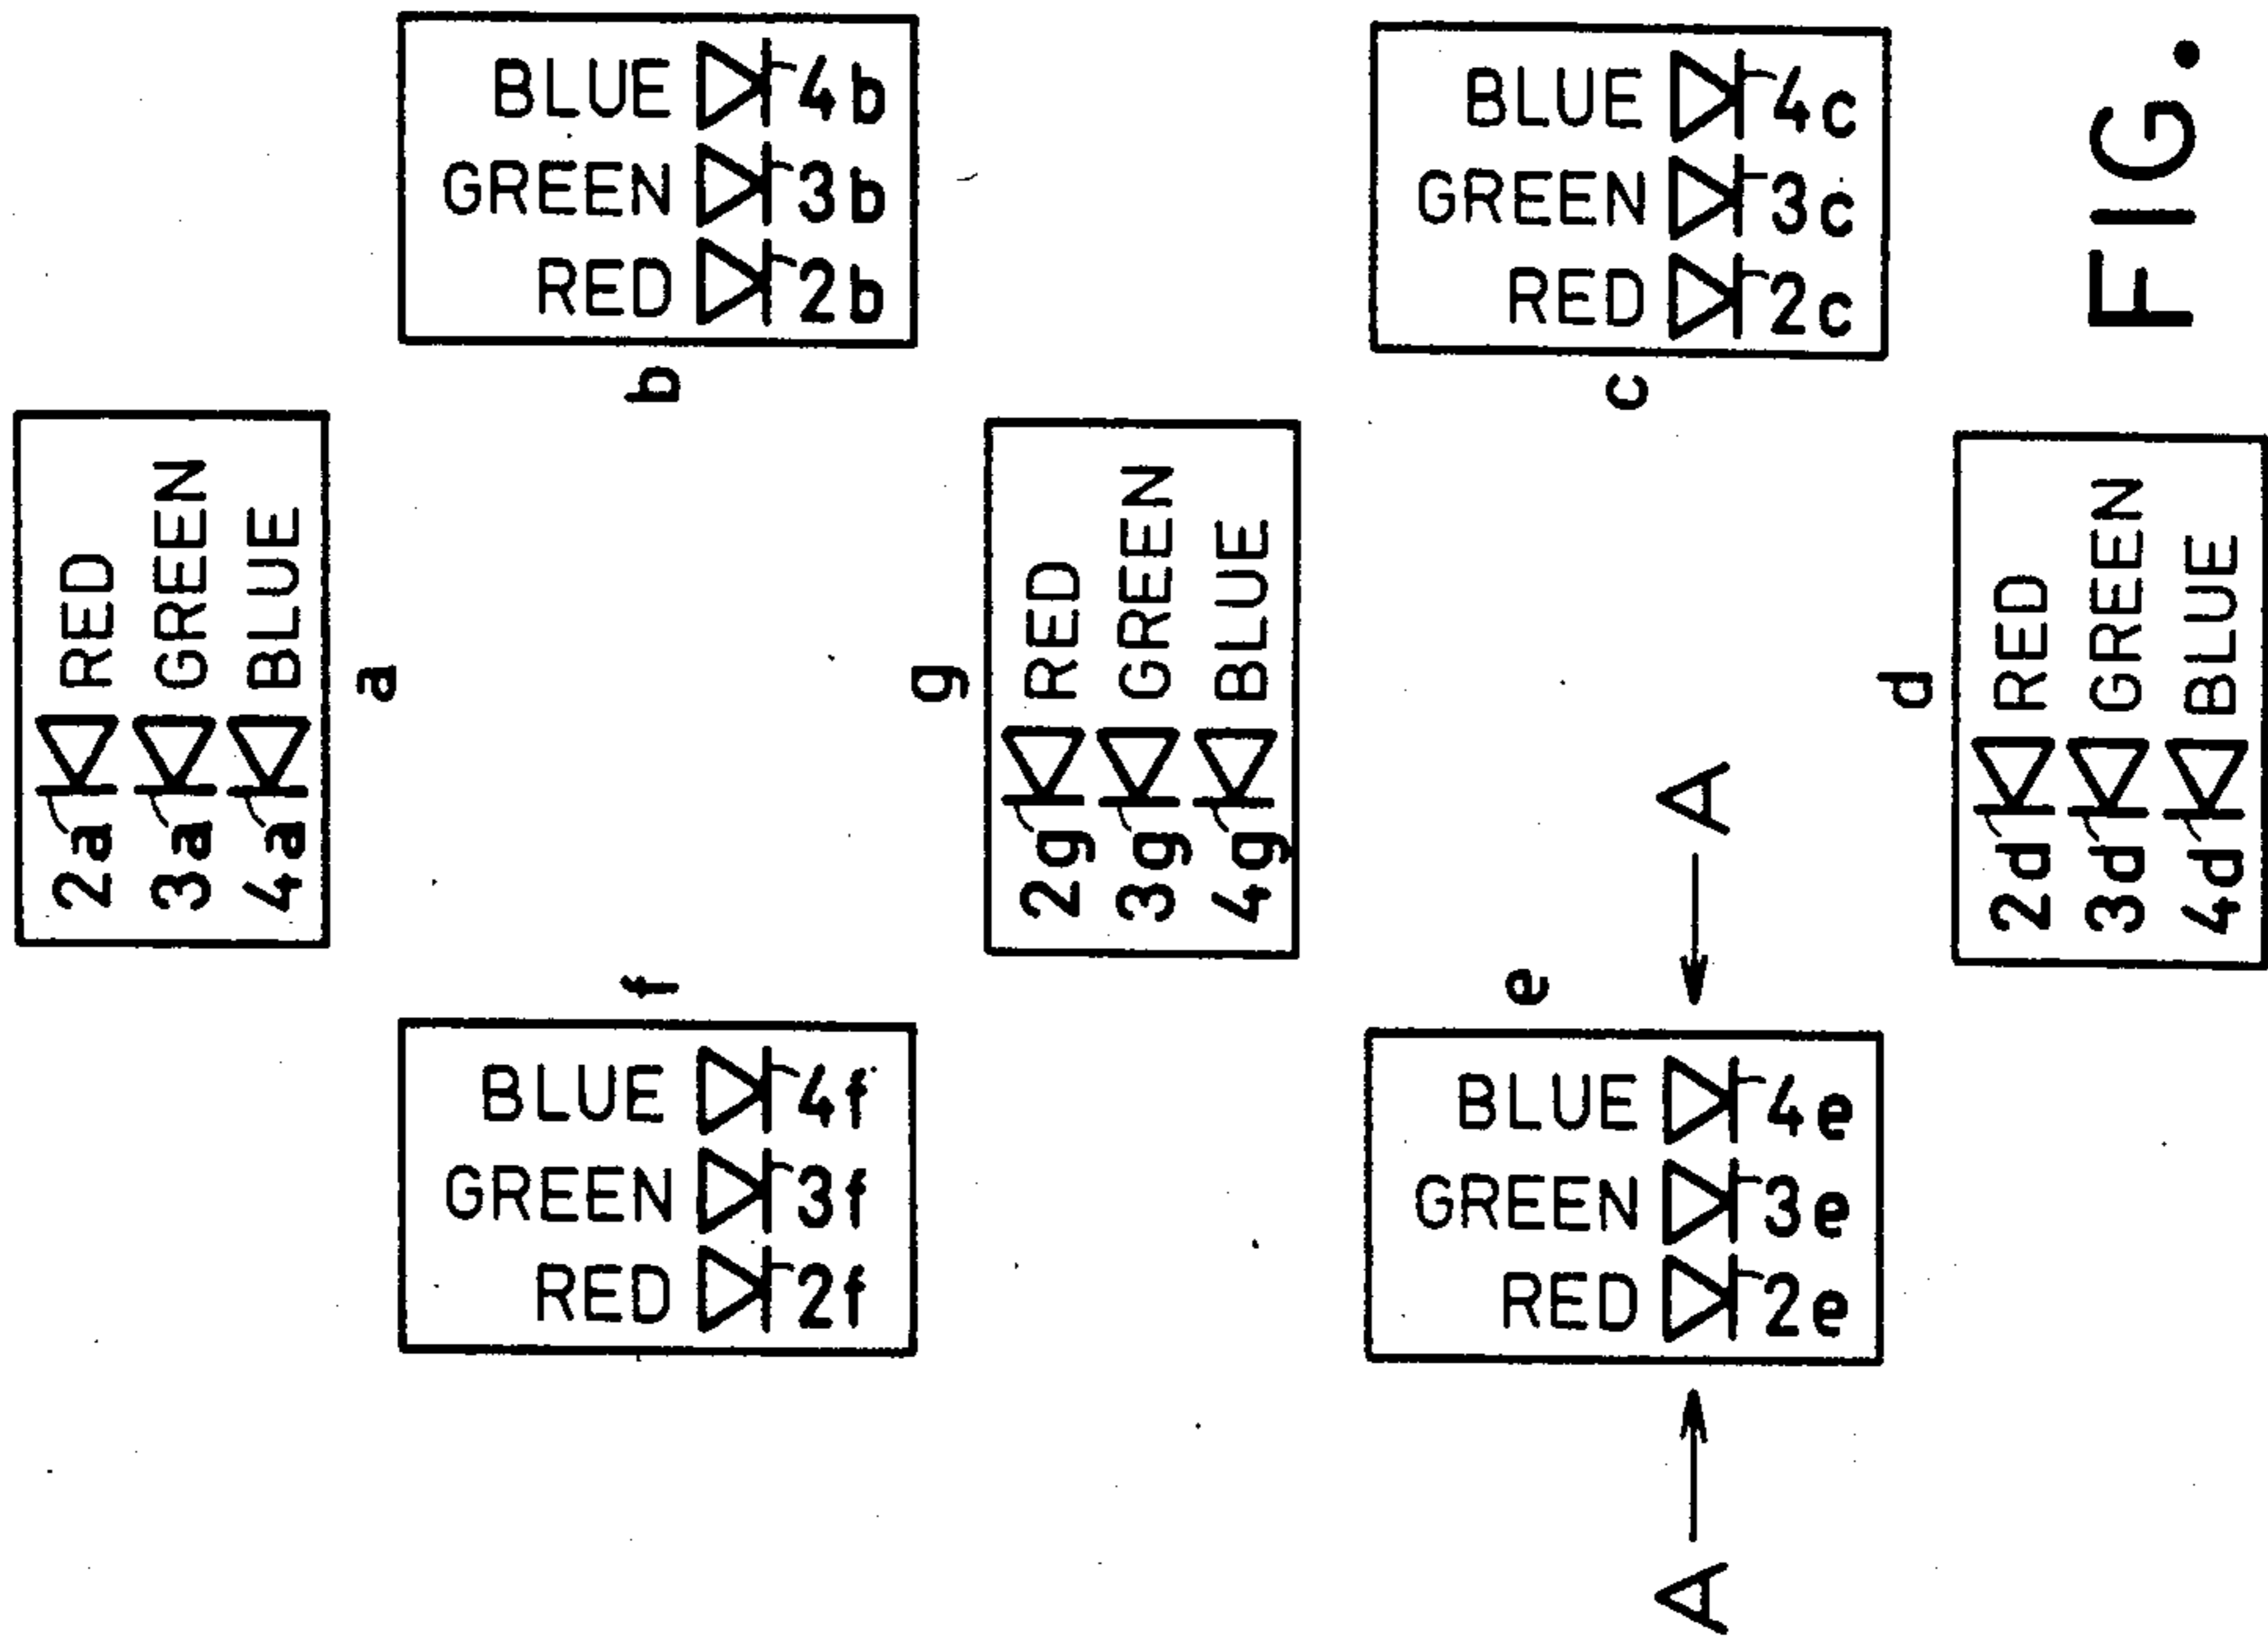 2a RED
3a GREEN
4a BLUE
a
f
BLUE 4f
GREEN 3f
RED 2f
b
BLUE 4b
GREEN 3b
RED 2b
g
2g RED
3g GREEN
4g BLUE
e
BLUE 4e
GREEN 3e
RED 2e
A
A
c
BLUE 4c
GREEN 3c
RED 2c
d
2d RED
3d GREEN
4d BLUE
FIG.